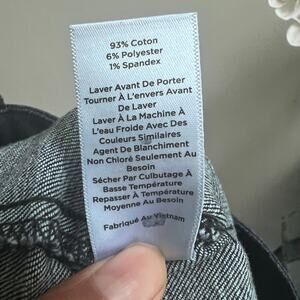 93% Coton
6% Polyester
1% Spandex
Laver Avant De Porter
Tourner À L'envers Avant
De Laver
Laver À La Machine À
L'eau Froide Avec Des
Couleurs Similaires
Agent De Blanchiment
Non Chloré Seulement Au
Besoin
Sécher Par Culbutage À
Basse Température
Repasser À Température
Moyenne Au Besoin
Fabriqué Au Vietnam